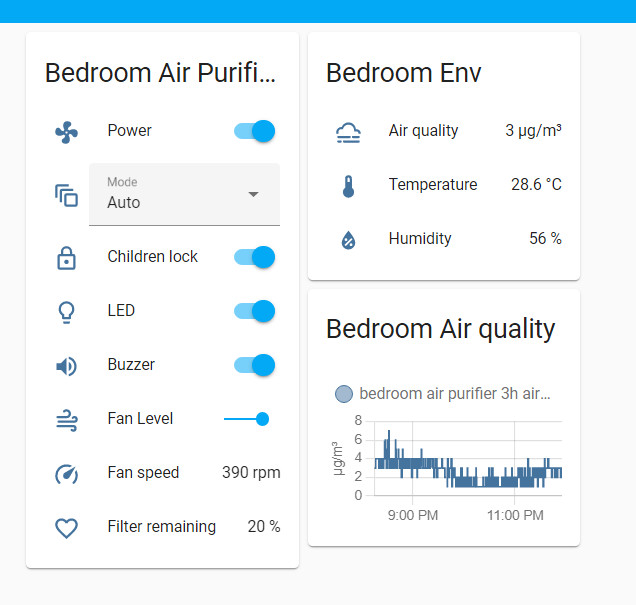 Bedroom Air Purifi...
Power
Mode
Auto
Children lock
LED
Buzzer
Fan Level
Fan speed 390 rpm
Filter remaining 20 %
Bedroom Env
Air quality 3 µg/m³
Temperature 28.6 °C
Humidity 56 %
Bedroom Air quality
bedroom air purifier 3h air...
µg/m³
8
6
4
2
0
9:00 PM 11:00 PM